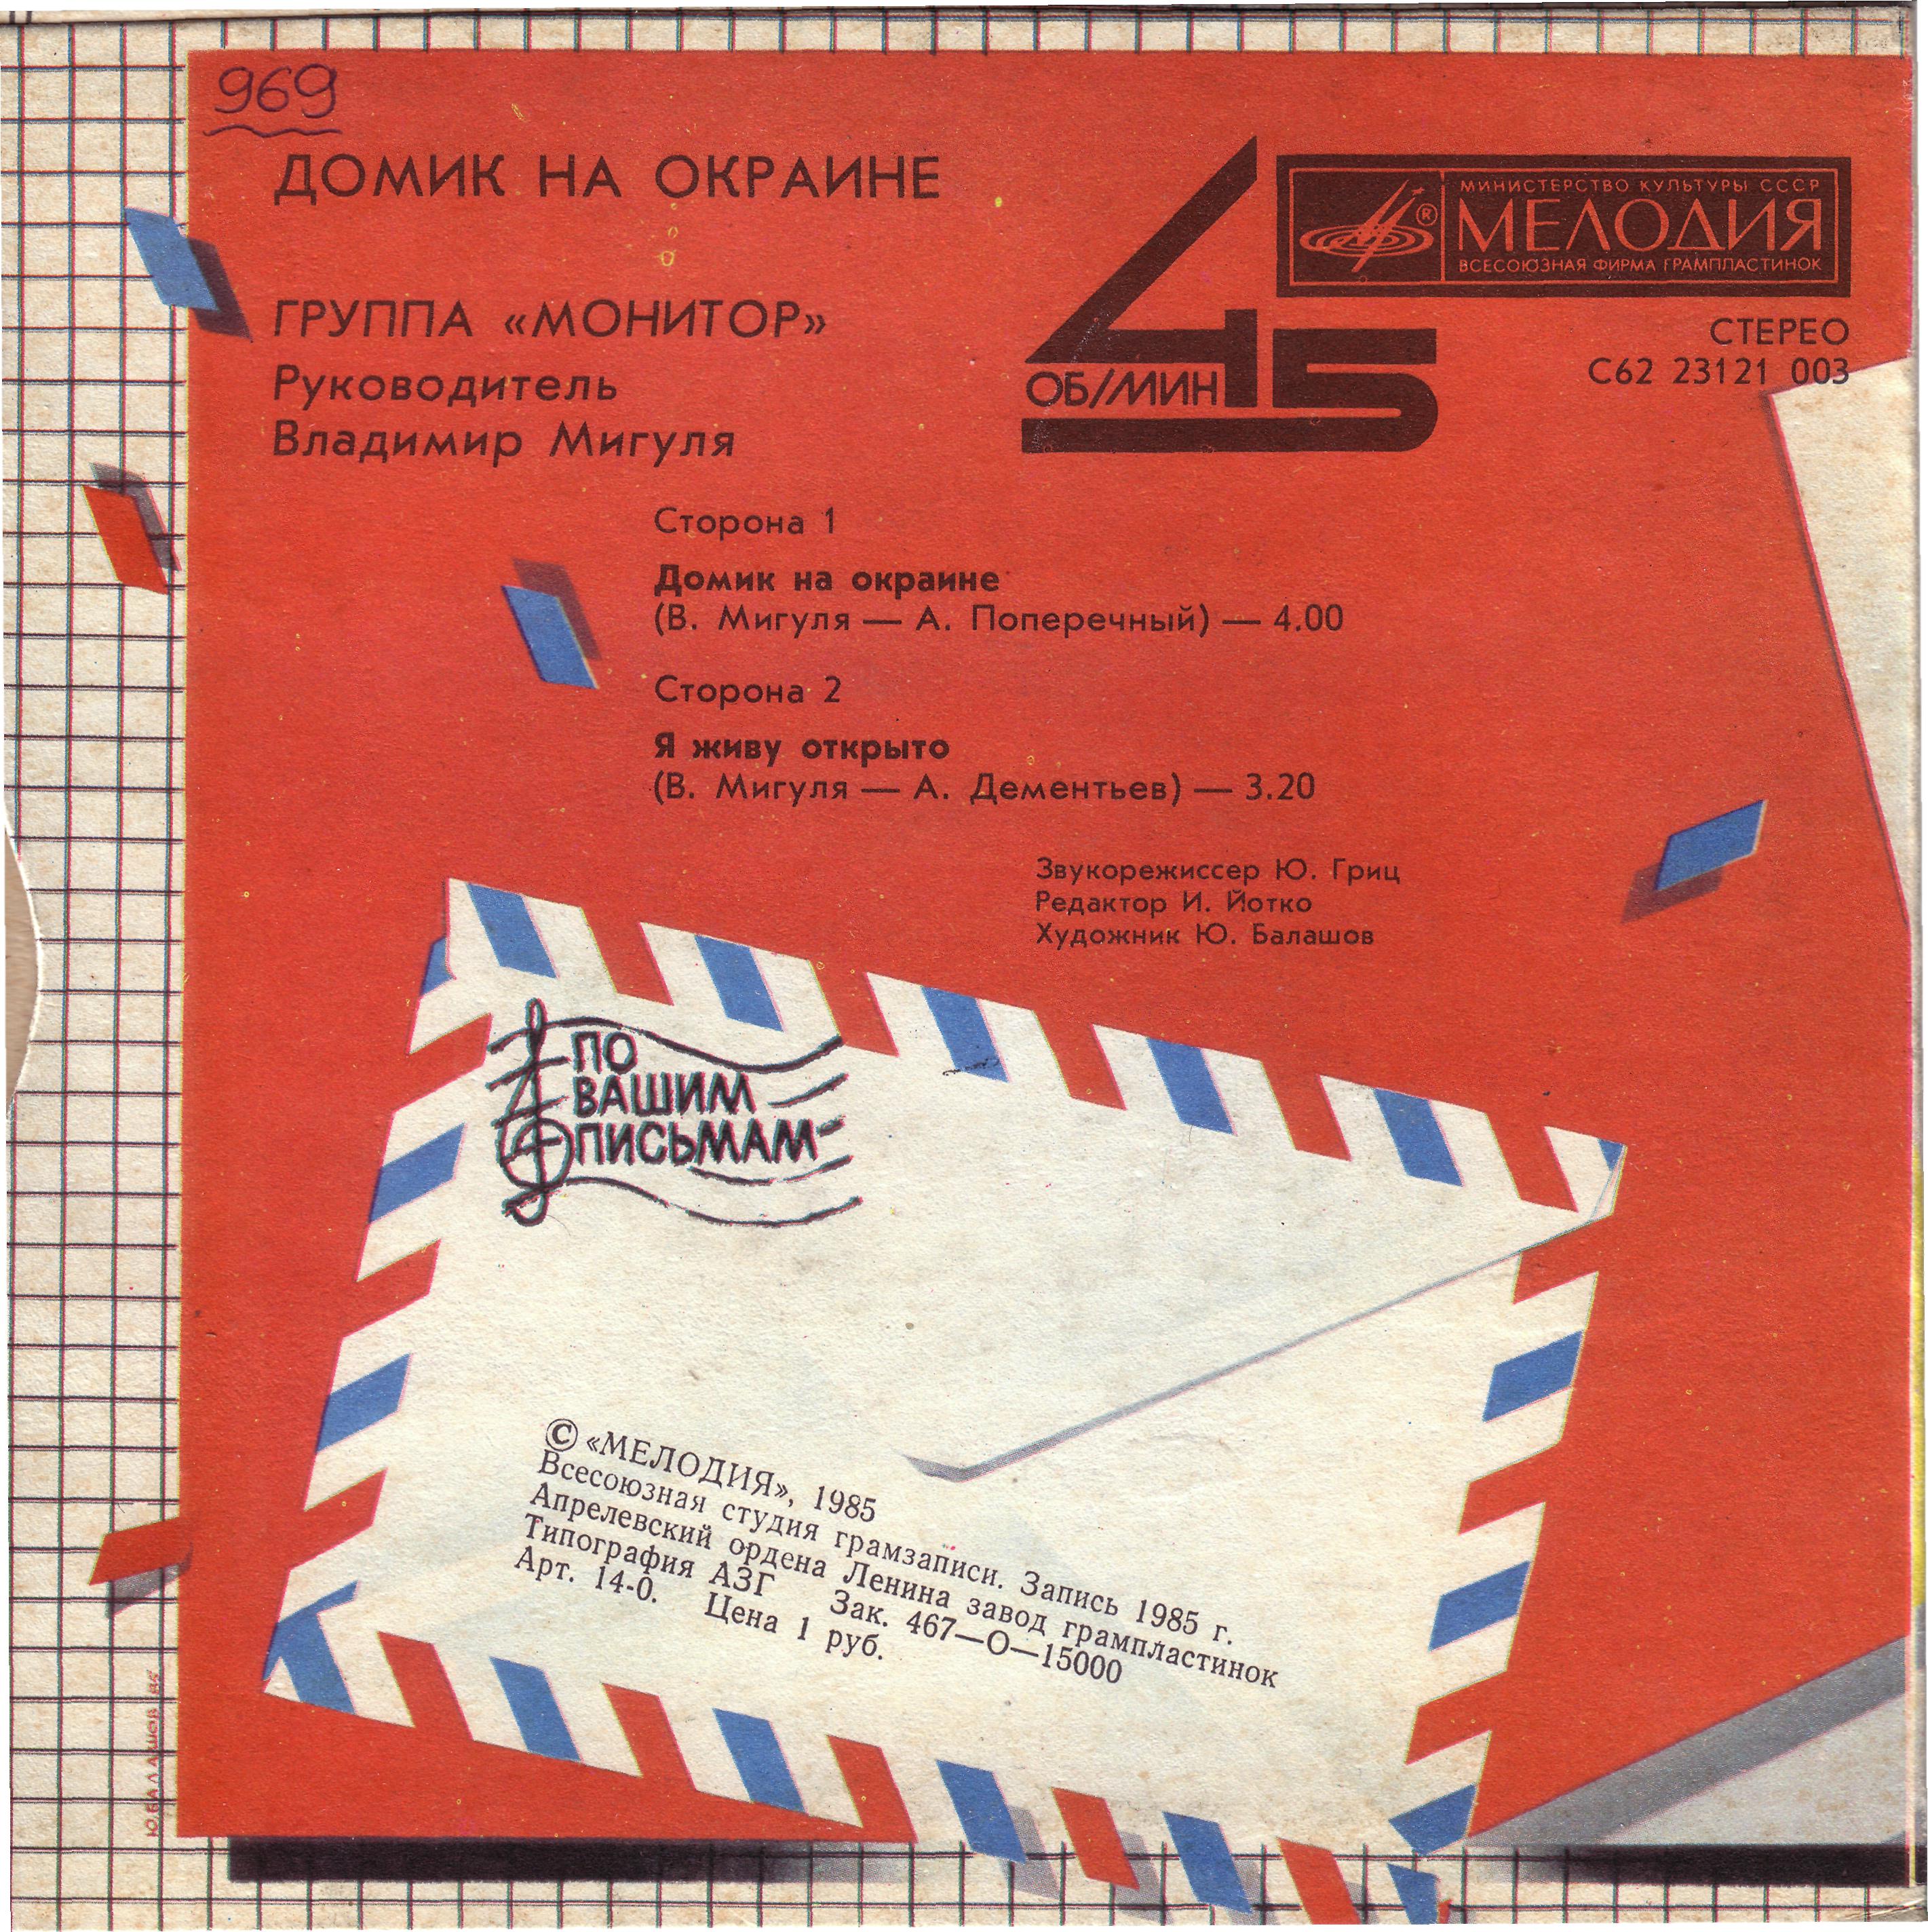 969
ДОМИК НА ОКРАИНЕ
МИНИСТЕРСТВО КУЛЬТУРЫ СССР
МЕЛОДИЯ
®
ВСЕСОЮЗНАЯ ФИРМА ГРАМПЛАСТИНОК
45
ОБ/МИН
СТЕРЕО
С62 23121 003
ГРУППА «МОНИТОР»
Руководитель
Владимир Мигуля
Сторона 1
Домик на окраине
(В. Мигуля — А. Поперечный) — 4.00
Сторона 2
Я живу открыто
(В. Мигуля — А. Дементьев) — 3.20
Звукорежиссер Ю. Гриц
Редактор И. Йотко
Художник Ю. Балашов
ПО
ВАШИМ
ПИСЬМАМ
© «МЕЛОДИЯ», 1985
Всесоюзная студия грамзаписи. Запись 1985 г.
Апрелевский ордена Ленина завод грампластинок
Типография АЗГ Зак. 467—О—15000
Арт. 14-0. Цена 1 руб.
Ю. БАЛАШОВ 85